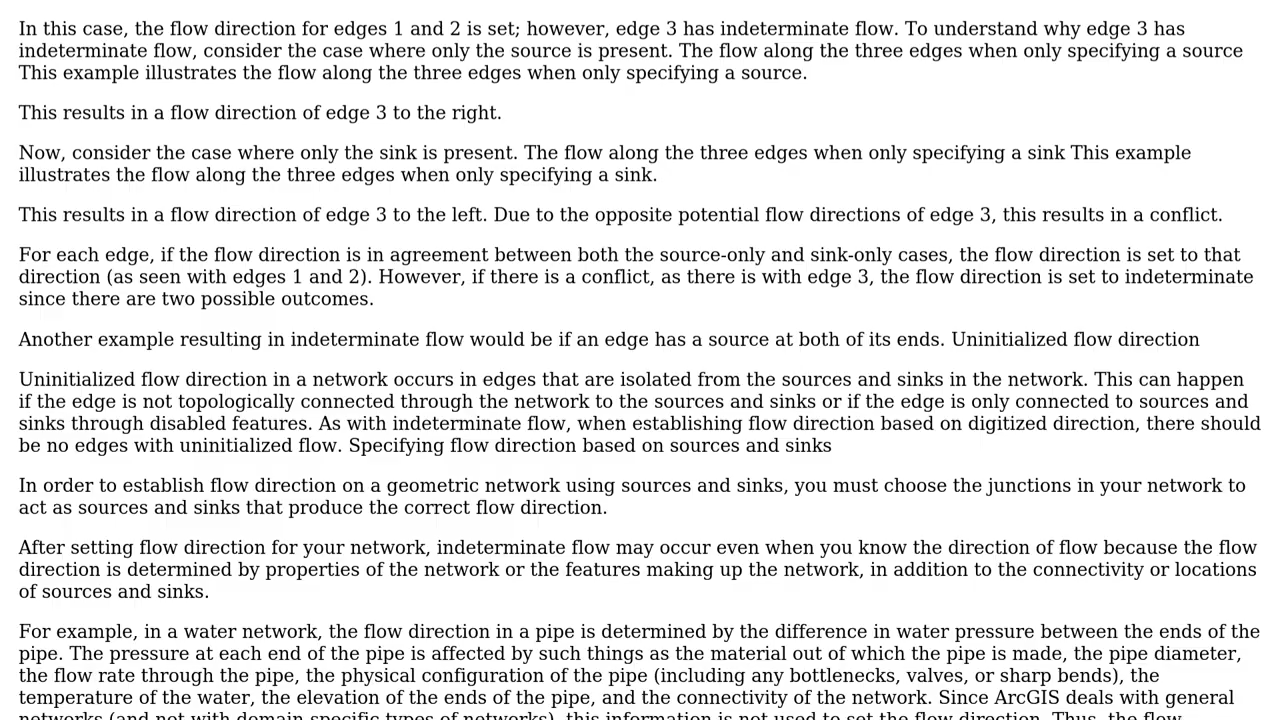 In this case, the flow direction for edges 1 and 2 is set; however, edge 3 has indeterminate flow. To understand why edge 3 has
indeterminate flow, consider the case where only the source is present. The flow along the three edges when only specifying a source
This example illustrates the flow along the three edges when only specifying a source.
This results in a flow direction of edge 3 to the right.
Now, consider the case where only the sink is present. The flow along the three edges when only specifying a sink This example
illustrates the flow along the three edges when only specifying a sink.
This results in a flow direction of edge 3 to the left. Due to the opposite potential flow directions of edge 3, this results in a conflict.
For each edge, if the flow direction is in agreement between both the source-only and sink-only cases, the flow direction is set to that
direction (as seen with edges 1 and 2). However, if there is a conflict, as there is with edge 3, the flow direction is set to indeterminate
since there are two possible outcomes.
Another example resulting in indeterminate flow would be if an edge has a source at both of its ends. Uninitialized flow direction
Uninitialized flow direction in a network occurs in edges that are isolated from the sources and sinks in the network. This can happen
if the edge is not topologically connected through the network to the sources and sinks or if the edge is only connected to sources and
sinks through disabled features. As with indeterminate flow, when establishing flow direction based on digitized direction, there should
be no edges with uninitialized flow. Specifying flow direction based on sources and sinks
In order to establish flow direction on a geometric network using sources and sinks, you must choose the junctions in your network to
act as sources and sinks that produce the correct flow direction.
After setting flow direction for your network, indeterminate flow may occur even when you know the direction of flow because the flow
direction is determined by properties of the network or the features making up the network, in addition to the connectivity or locations
of sources and sinks.
For example, in a water network, the flow direction in a pipe is determined by the difference in water pressure between the ends of the
pipe. The pressure at each end of the pipe is affected by such things as the material out of which the pipe is made, the pipe diameter,
the flow rate through the pipe, the physical configuration of the pipe (including any bottlenecks, valves, or sharp bends), the
temperature of the water, the elevation of the ends of the pipe, and the connectivity of the network. Since ArcGIS deals with general
networks (and not with domain specific types of networks), this information is not used to set the flow direction. Thus, the flow